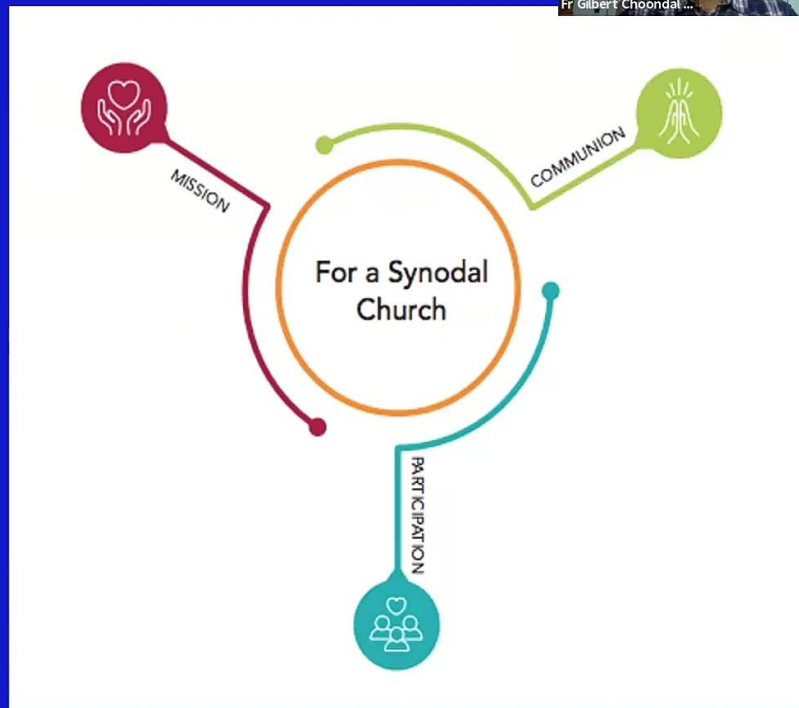 Fr Gilbert Choondal ...
MISSION
COMMUNION
For a Synodal
Church
PARTICIPATION